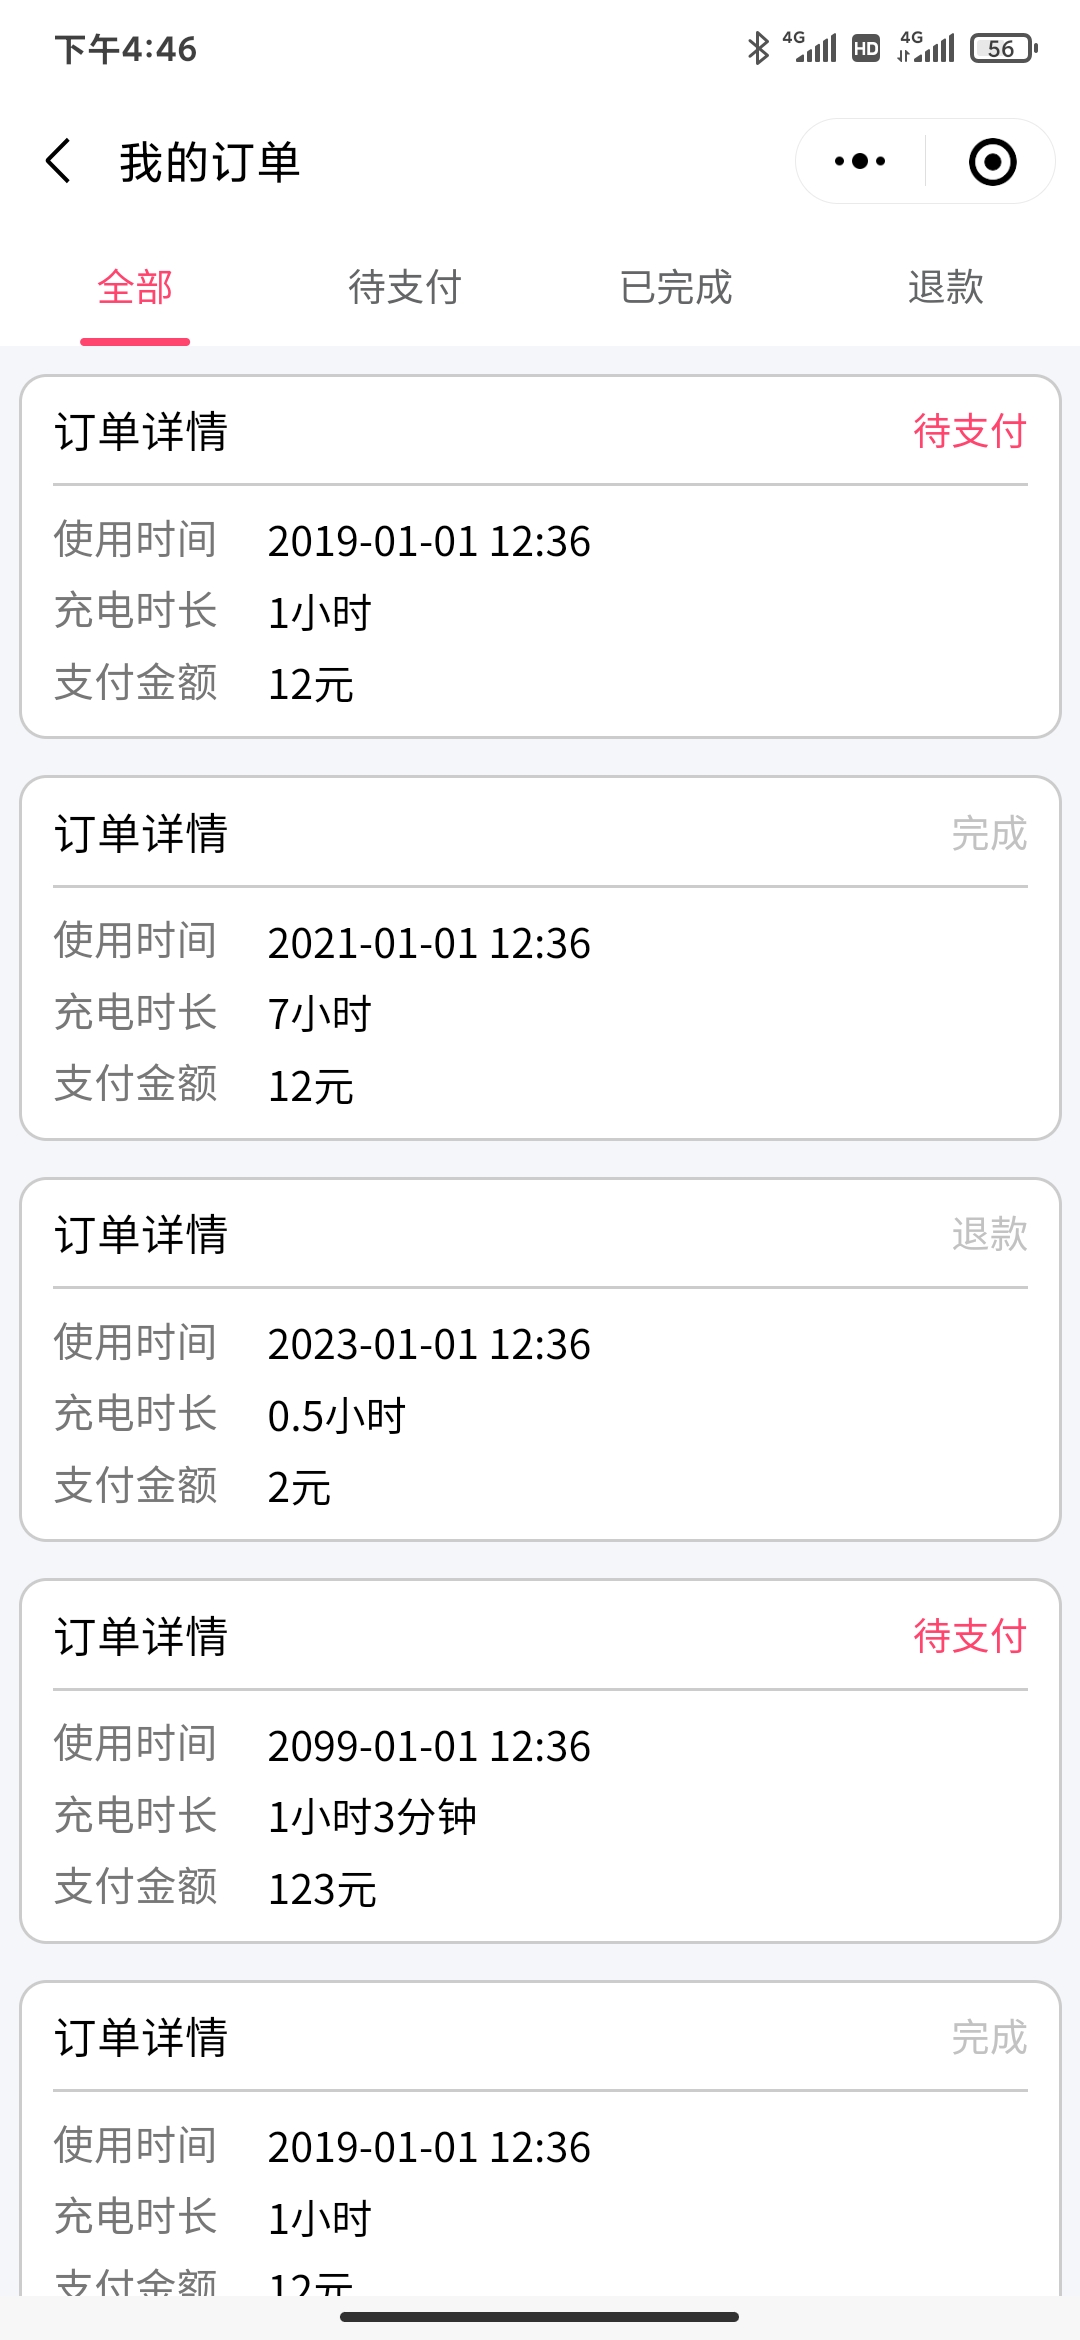 下午4:46
4G HD 4G 56
我的订单
全部 待支付 已完成 退款
订单详情 待支付
使用时间 2019-01-01 12:36
充电时长 1小时
支付金额 12元
订单详情 完成
使用时间 2021-01-01 12:36
充电时长 7小时
支付金额 12元
订单详情 退款
使用时间 2023-01-01 12:36
充电时长 0.5小时
支付金额 2元
订单详情 待支付
使用时间 2099-01-01 12:36
充电时长 1小时3分钟
支付金额 123元
订单详情 完成
使用时间 2019-01-01 12:36
充电时长 1小时
支付金额 12元